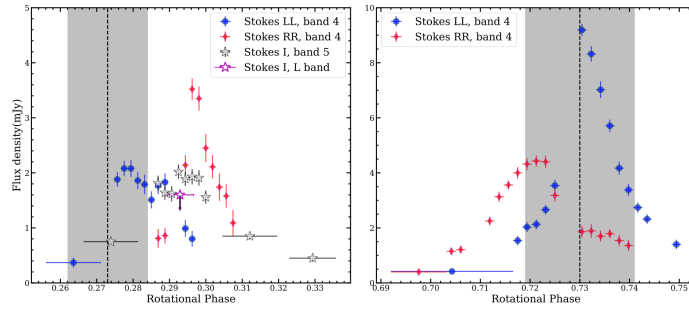 Stokes LL, band 4
Stokes RR, band 4
Stokes I, band 5
Stokes I, L band
Stokes LL, band 4
Stokes RR, band 4
Flux density(mJy)
5
4
3
2
1
0
10
8
6
4
2
0
0.26 0.27 0.28 0.29 0.30 0.31 0.32 0.33
0.69 0.70 0.71 0.72 0.73 0.74 0.75
Rotational Phase
Rotational Phase